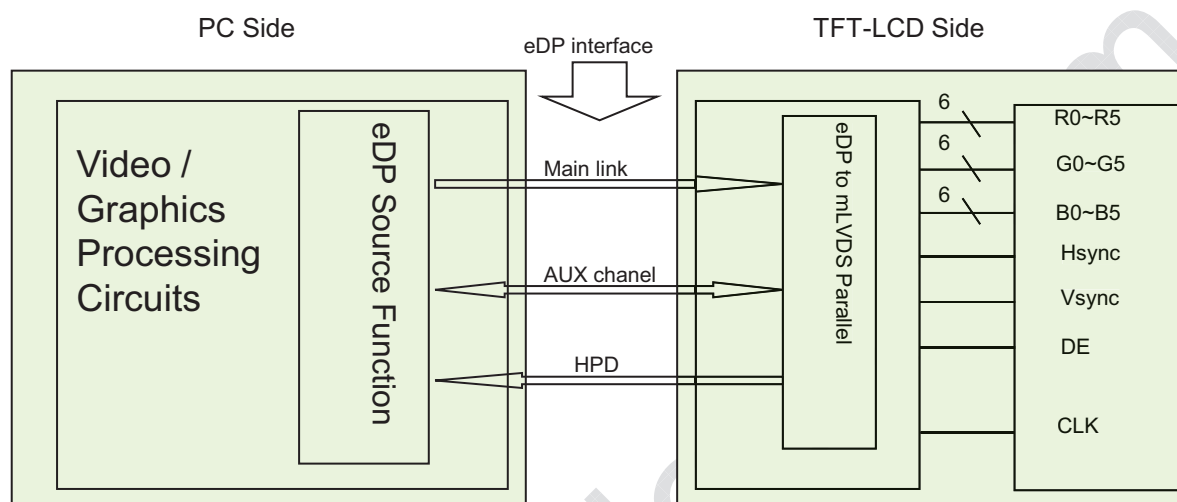 PC Side
eDP interface
TFT-LCD Side
Video /
Graphics
Processing
Circuits
eDP Source Function
Main link
AUX chanel
HPD
eDP to mLVDS Parallel
6
R0~R5
6
G0~G5
6
B0~B5
Hsync
Vsync
DE
CLK